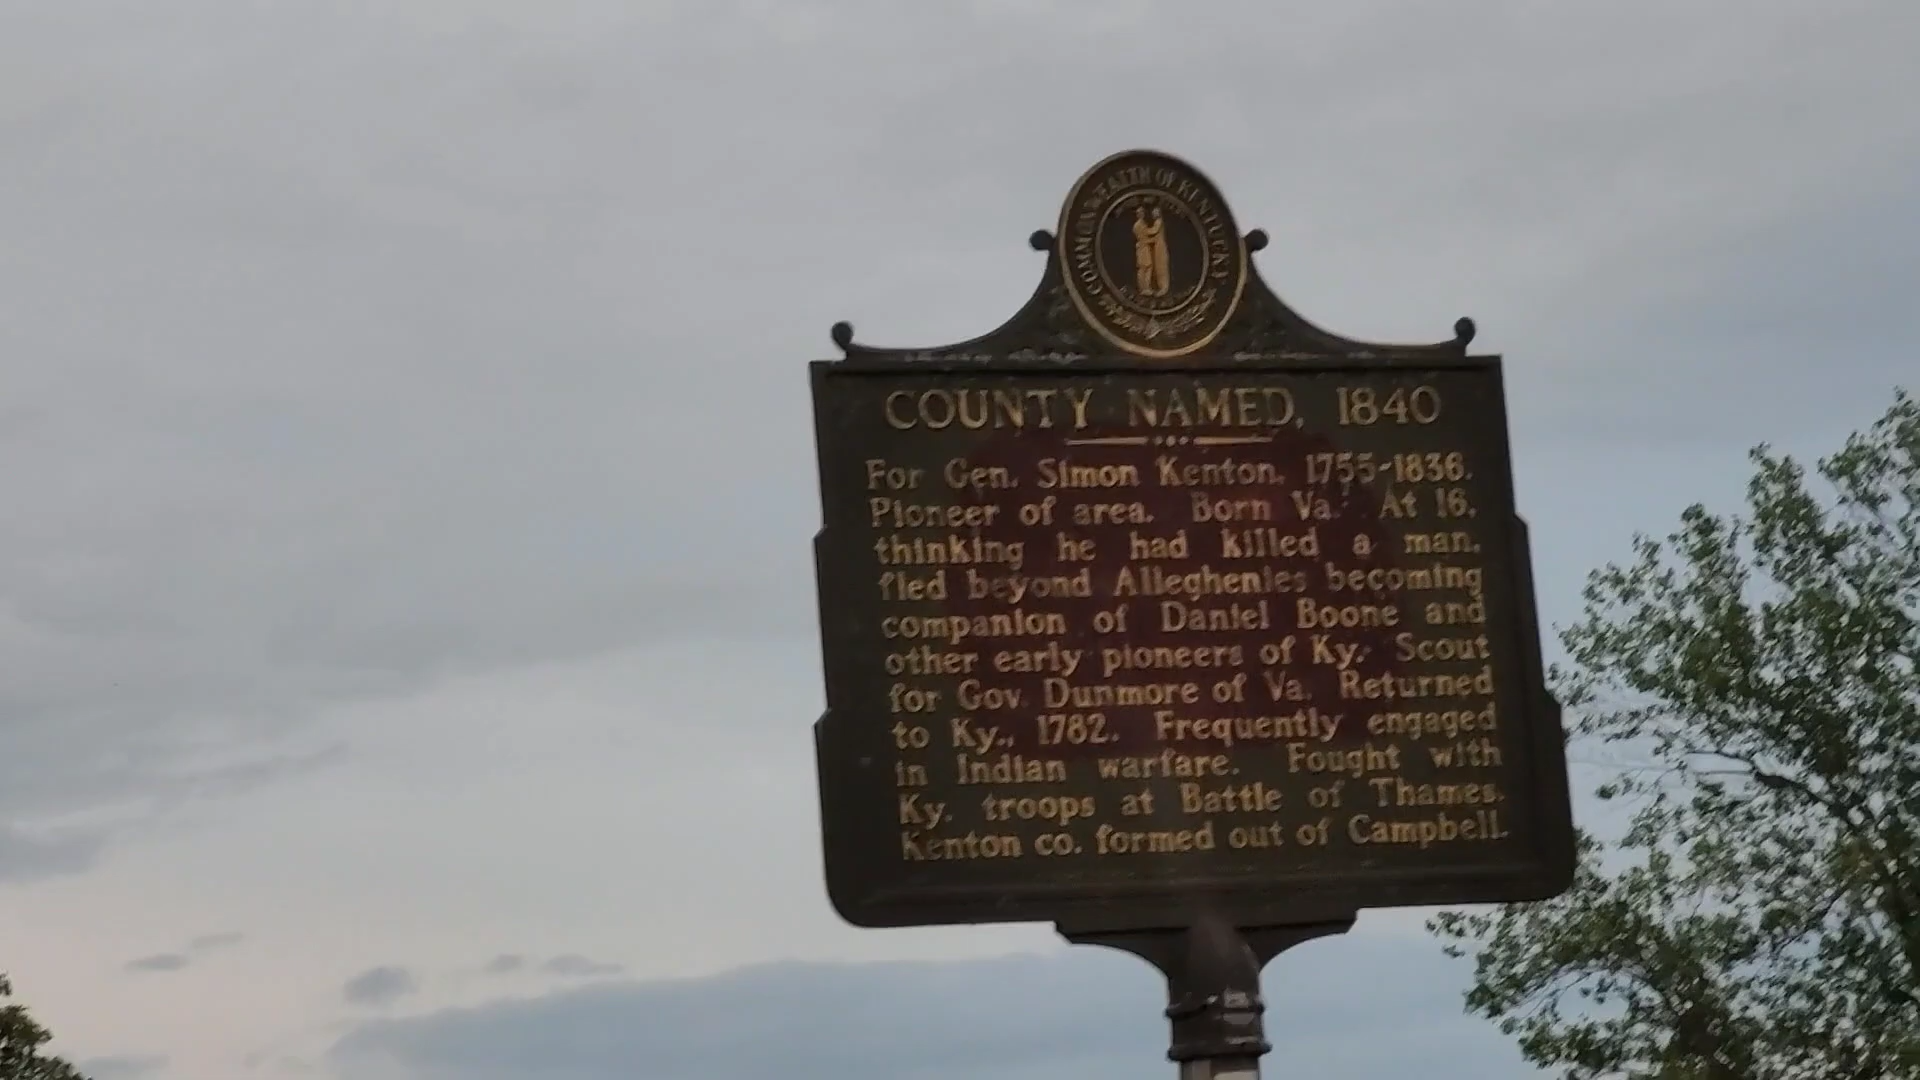 COMMONWEALTH OF KENTUCKY
COUNTY NAMED, 1840
For Gen. Simon Kenton, 1755-1836.
Pioneer of area. Born Va. At 16,
thinking he had killed a man,
fled beyond Alleghenies becoming
companion of Daniel Boone and
other early pioneers of Ky. Scout
for Gov. Dunmore of Va. Returned
to Ky., 1782. Frequently engaged
in Indian warfare. Fought with
Ky. troops at Battle of Thames.
Kenton co. formed out of Campbell.